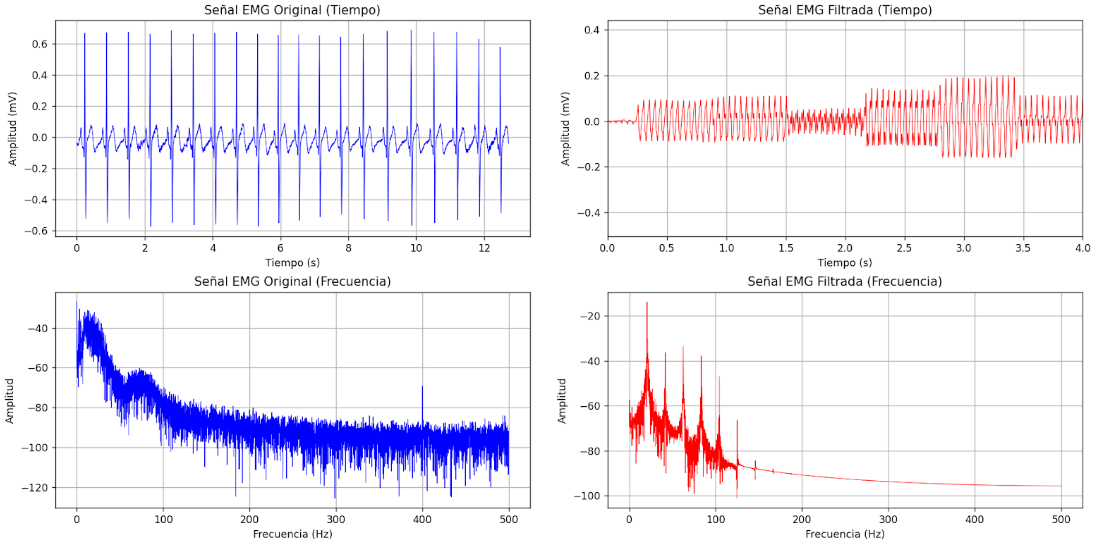 Señal EMG Original (Tiempo)
Amplitud (mV)
0.6
0.4
0.2
0.0
−0.2
−0.4
−0.6
0 2 4 6 8 10 12
Tiempo (s)
Señal EMG Filtrada (Tiempo)
Amplitud (mV)
0.4
0.2
0.0
−0.2
−0.4
0.0 0.5 1.0 1.5 2.0 2.5 3.0 3.5 4.0
Tiempo (s)
Señal EMG Original (Frecuencia)
Amplitud
−40
−60
−80
−100
−120
0 100 200 300 400 500
Frecuencia (Hz)
Señal EMG Filtrada (Frecuencia)
Amplitud
−20
−40
−60
−80
−100
0 100 200 300 400 500
Frecuencia (Hz)